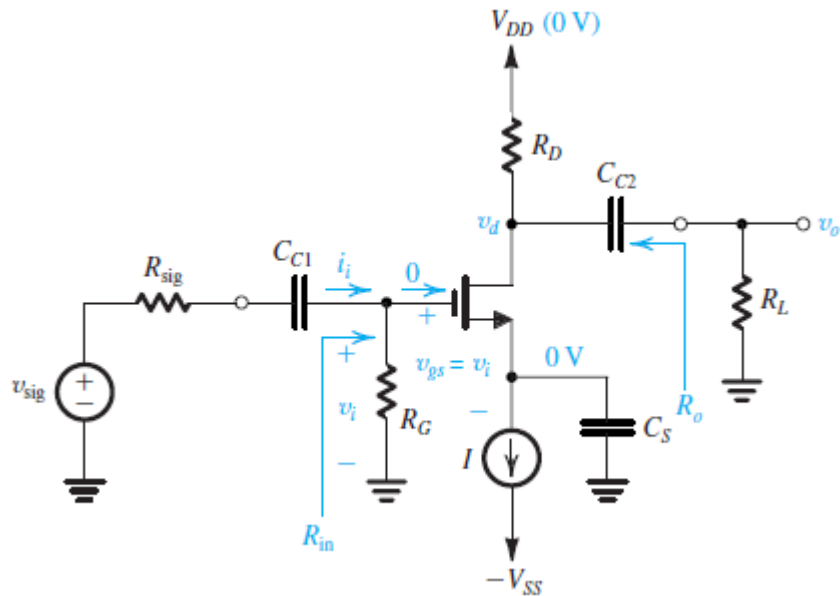 V_DD (0 V)
R_D
C_C2
v_d
v_o
C_C1
i_i
0
R_sig
+
R_L
+
v_gs = v_i
0 V
v_sig
+
−
v_i
R_G
−
R_o
C_S
−
I
R_in
−V_SS